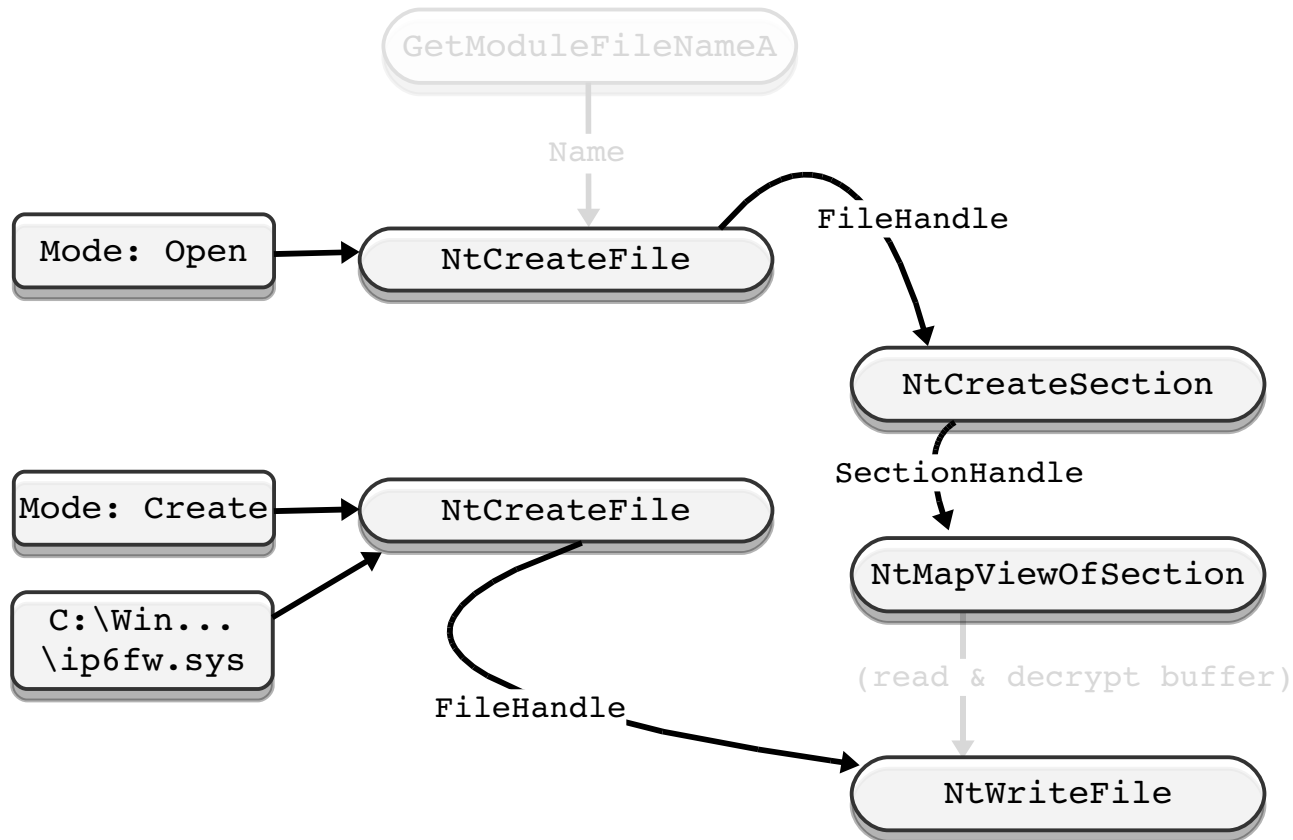 GetModuleFileNameA
Name
FileHandle
Mode: Open
NtCreateFile
NtCreateSection
SectionHandle
Mode: Create
NtCreateFile
NtMapViewOfSection
C:\Win...
\ip6fw.sys
(read & decrypt buffer)
FileHandle
NtWriteFile